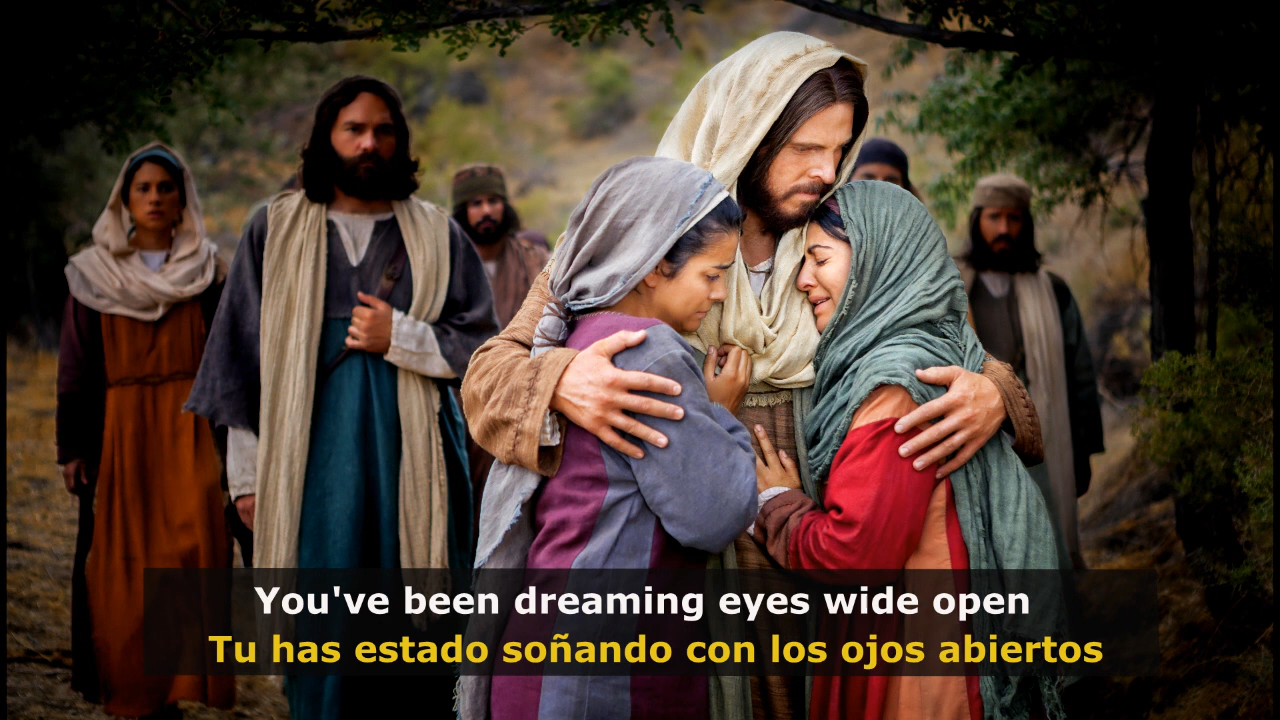 You've been dreaming eyes wide open
Tu has estado soñando con los ojos abiertos